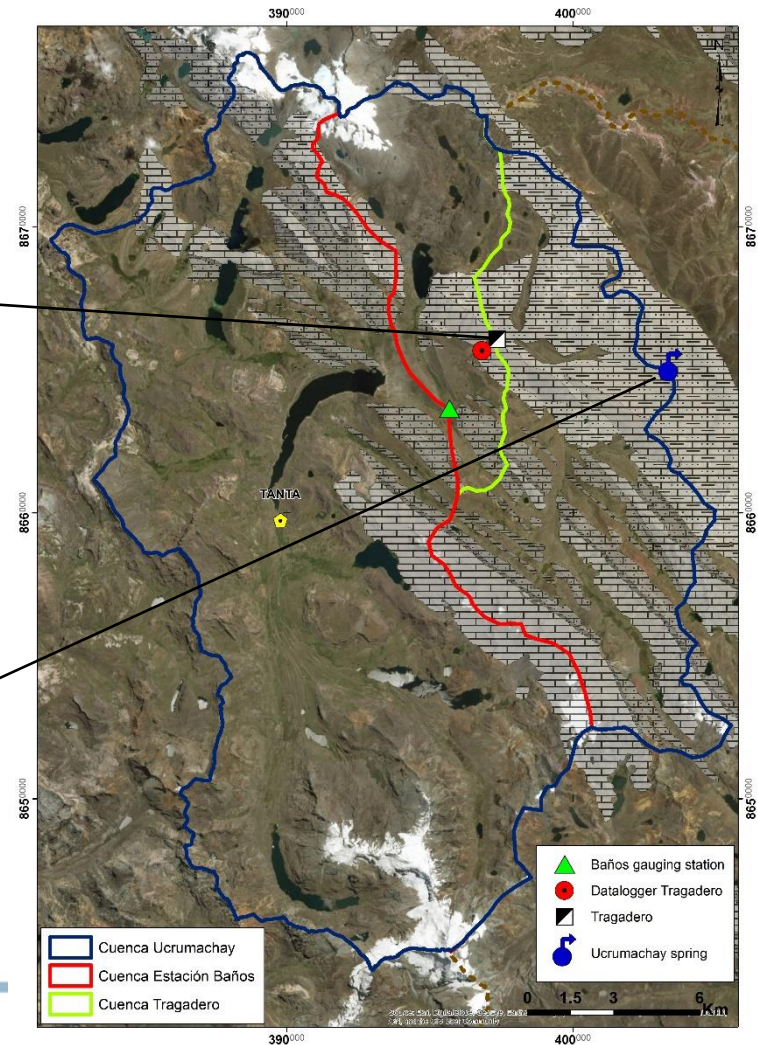 390000
400000
N
8670000
8670000
TANTA
8660000
8660000
8650000
8650000
Baños gauging station
Datalogger Tragadero
Tragadero
Ucrumachay spring
Cuenca Ucrumachay
Cuenca Estación Baños
Cuenca Tragadero
0 1.5 3 6
Km
390000
400000